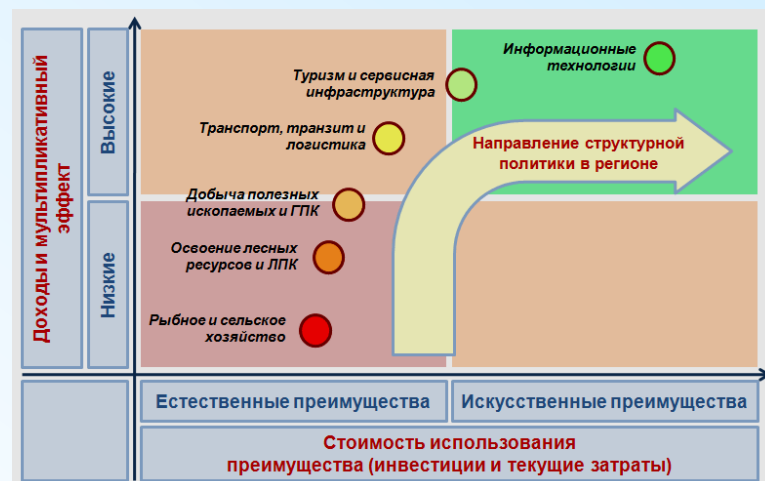 Доходы и мультипликативный
эффект
Высокие
Низкие
Информационные
технологии
Туризм и сервисная
инфраструктура
Транспорт, транзит и
логистика
Направление структурной
политики в регионе
Добыча полезных
ископаемых и ГПК
Освоение лесных
ресурсов и ЛПК
Рыбное и сельское
хозяйство
Естественные преимущества
Искусственные преимущества
Стоимость использования
преимущества (инвестиции и текущие затраты)